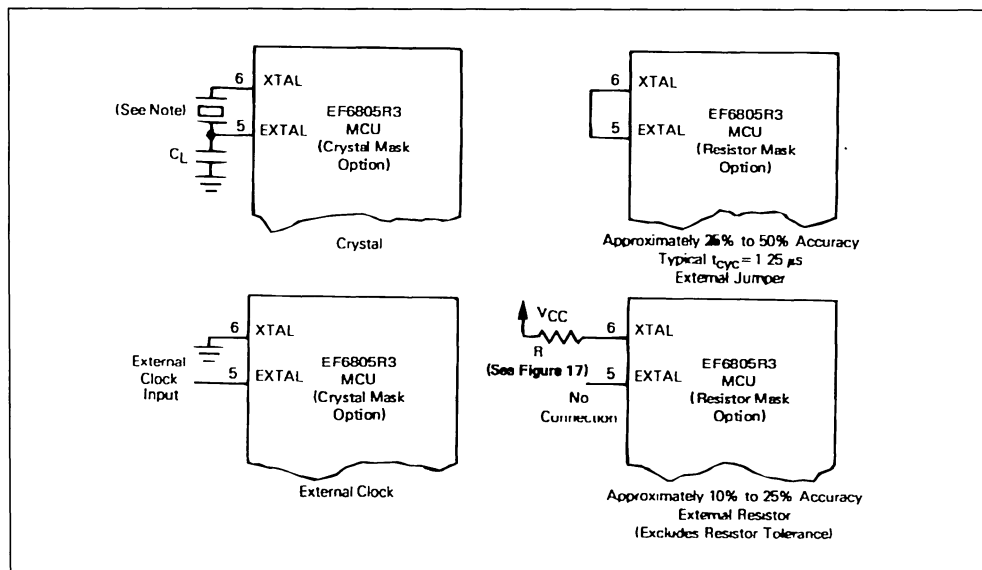 6 XTAL
(See Note)
5 EXTAL
CL
EF6805R3
MCU
(Crystal Mask
Option)
Crystal
6 XTAL
5 EXTAL
EF6805R3
MCU
(Resistor Mask
Option)
Approximately 25% to 50% Accuracy
Typical tcyc = 1 25 µs
External Jumper
6 XTAL
External
Clock
Input
5 EXTAL
EF6805R3
MCU
(Crystal Mask
Option)
External Clock
VCC
6 XTAL
R
(See Figure 17)
5 EXTAL
No
Connection
EF6805R3
MCU
(Resistor Mask
Option)
Approximately 10% to 25% Accuracy
External Resistor
(Excludes Resistor Tolerance)